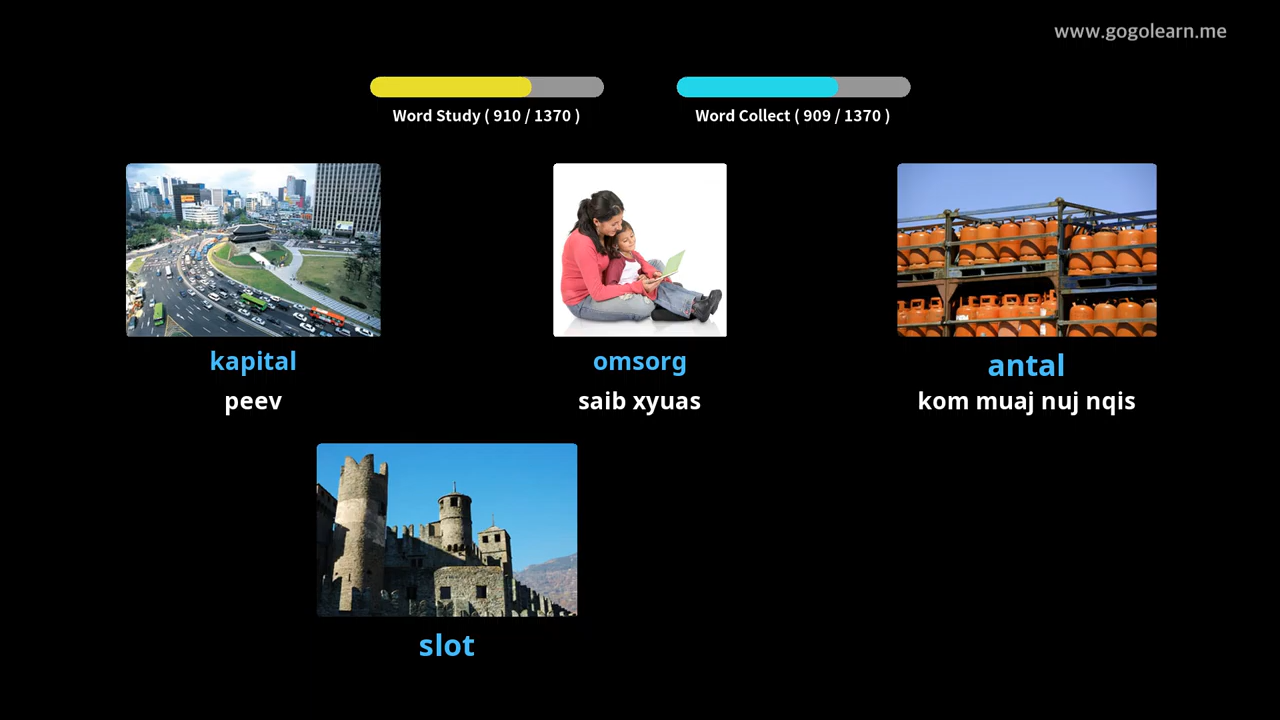 www.gogolearn.me
Word Study ( 910 / 1370 )
Word Collect ( 909 / 1370 )
kapital
peev
omsorg
saib xyuas
antal
kom muaj nuj nqis
slot